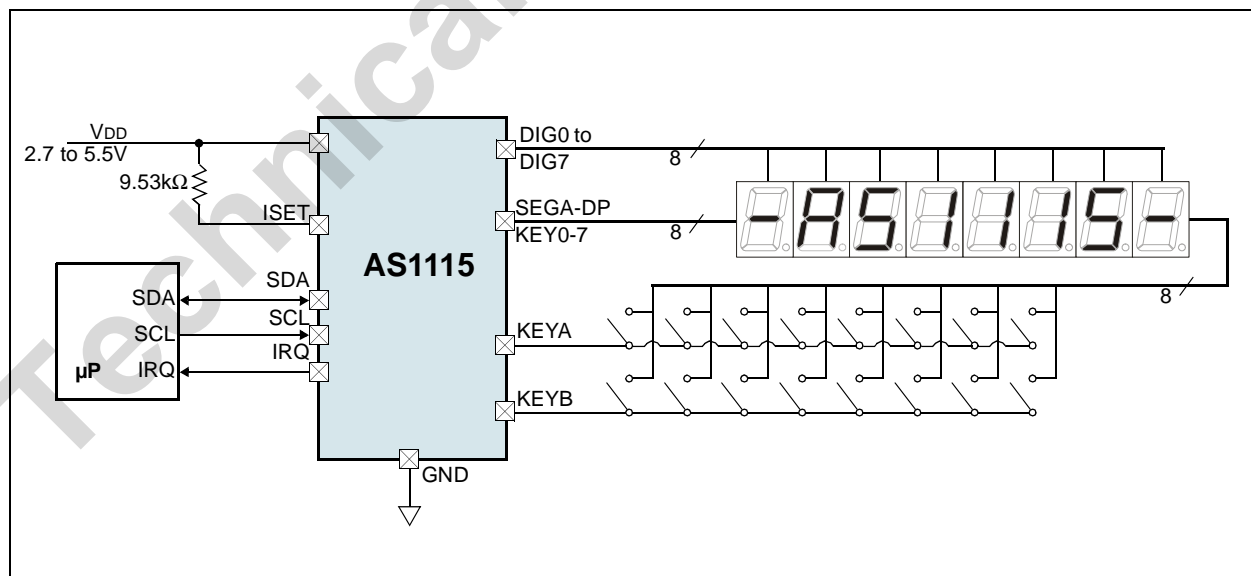 Technica
VDD
2.7 to 5.5V
9.53kΩ
ISET
DIG0 to
DIG7
8
SEGA-DP
KEY0-7
8
-AS1115-
AS1115
8
SDA
SCL
IRQ
µP
SDA
SCL
IRQ
KEYA
KEYB
GND